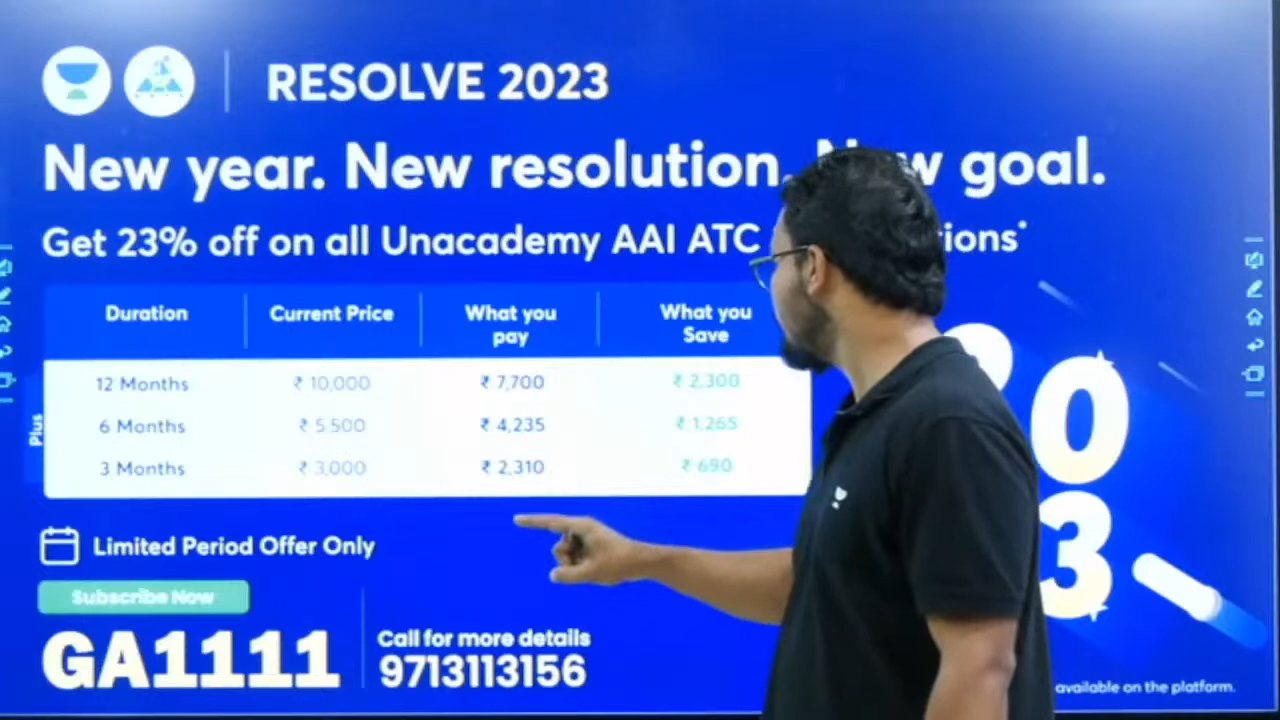 RESOLVE 2023
New year. New resolution. New goal.
Get 23% off on all Unacademy AAI ATC
Duration Current Price What you pay What you Save
12 Months ₹ 10,000 ₹ 7,700 ₹ 2,300
6 Months ₹ 5,500 ₹ 4,235 ₹ 1,265
3 Months ₹ 3,000 ₹ 2,310 ₹ 690
Plus
Limited Period Offer Only
Subscribe Now
GA1111
Call for more details
9713113156
available on the platform.